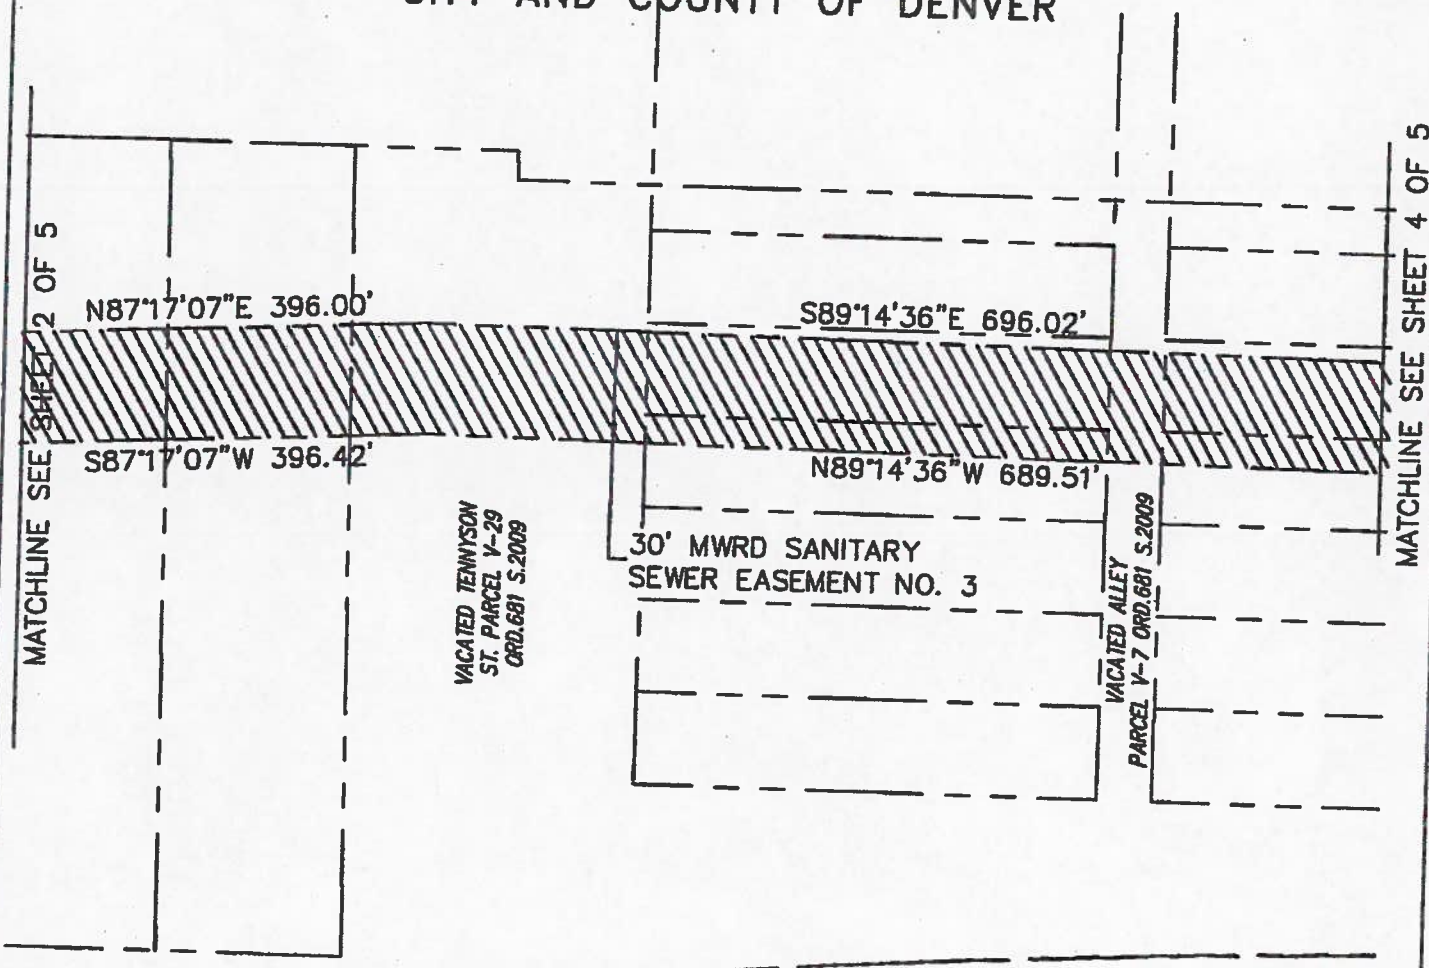 CITY AND COUNTY OF DENVER
MATCHLINE SEE SHEET 2 OF 5
N87°17'07"E 396.00'
S89°14'36"E 696.02'
MATCHLINE SEE SHEET 4 OF 5
S87°17'07"W 396.42'
N89°14'36"W 689.51'
VACATED TENNYSON
ST. PARCEL V-29
ORD.681 S.2009
30' MWRD SANITARY
SEWER EASEMENT NO. 3
VACATED ALLEY
PARCEL V-7 ORD.681 S.2009